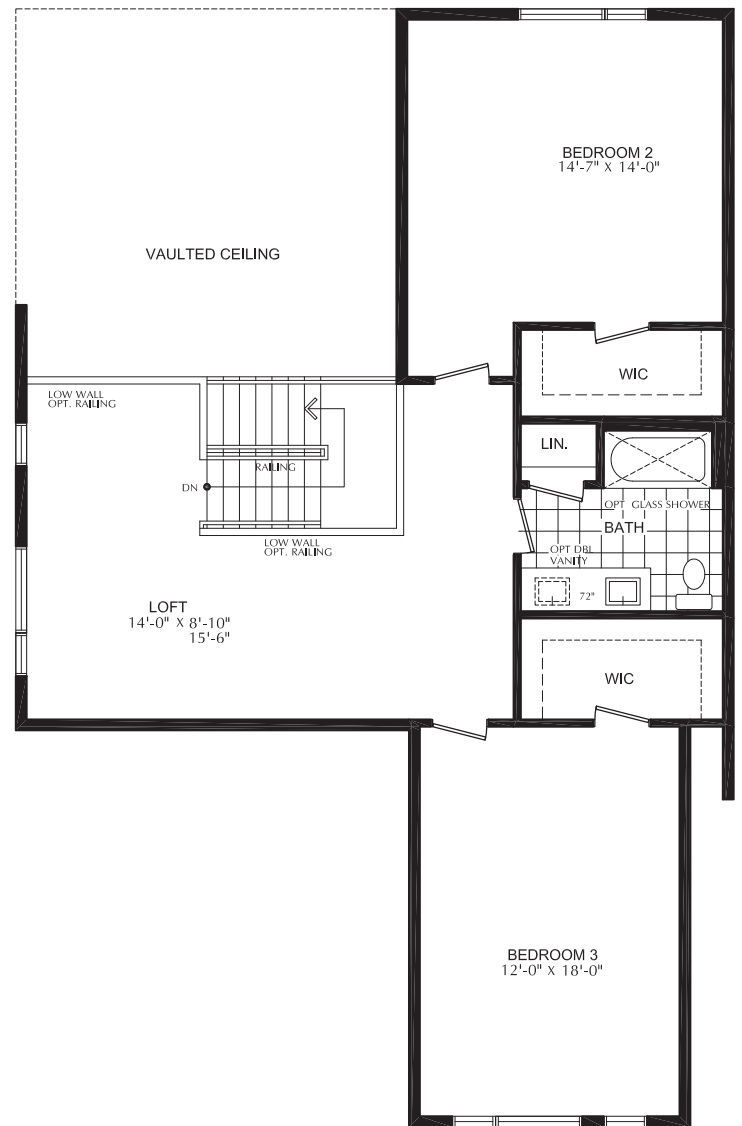 BEDROOM 2
14'-7" X 14'-0"
VAULTED CEILING
WIC
LOW WALL
OPT. RAILING
LIN.
RAILING
DN
OPT GLASS SHOWER
BATH
LOW WALL
OPT. RAILING
OPT DBL
VANITY
72"
LOFT
14'-0" X 8'-10"
15'-6"
WIC
BEDROOM 3
12'-0" X 18'-0"